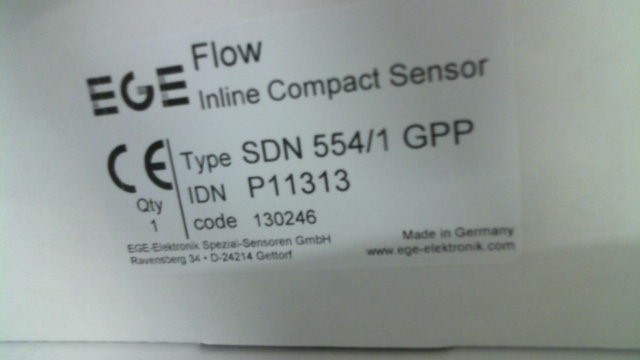 EGE Flow
Inline Compact Sensor
CE Type SDN 554/1 GPP
IDN P11313
Qty
1 code 130246
EGE-Elektronik Spezial-Sensoren GmbH
Ravensberg 34 • D-24214 Gettorf
Made in Germany
www.ege-elektronik.com